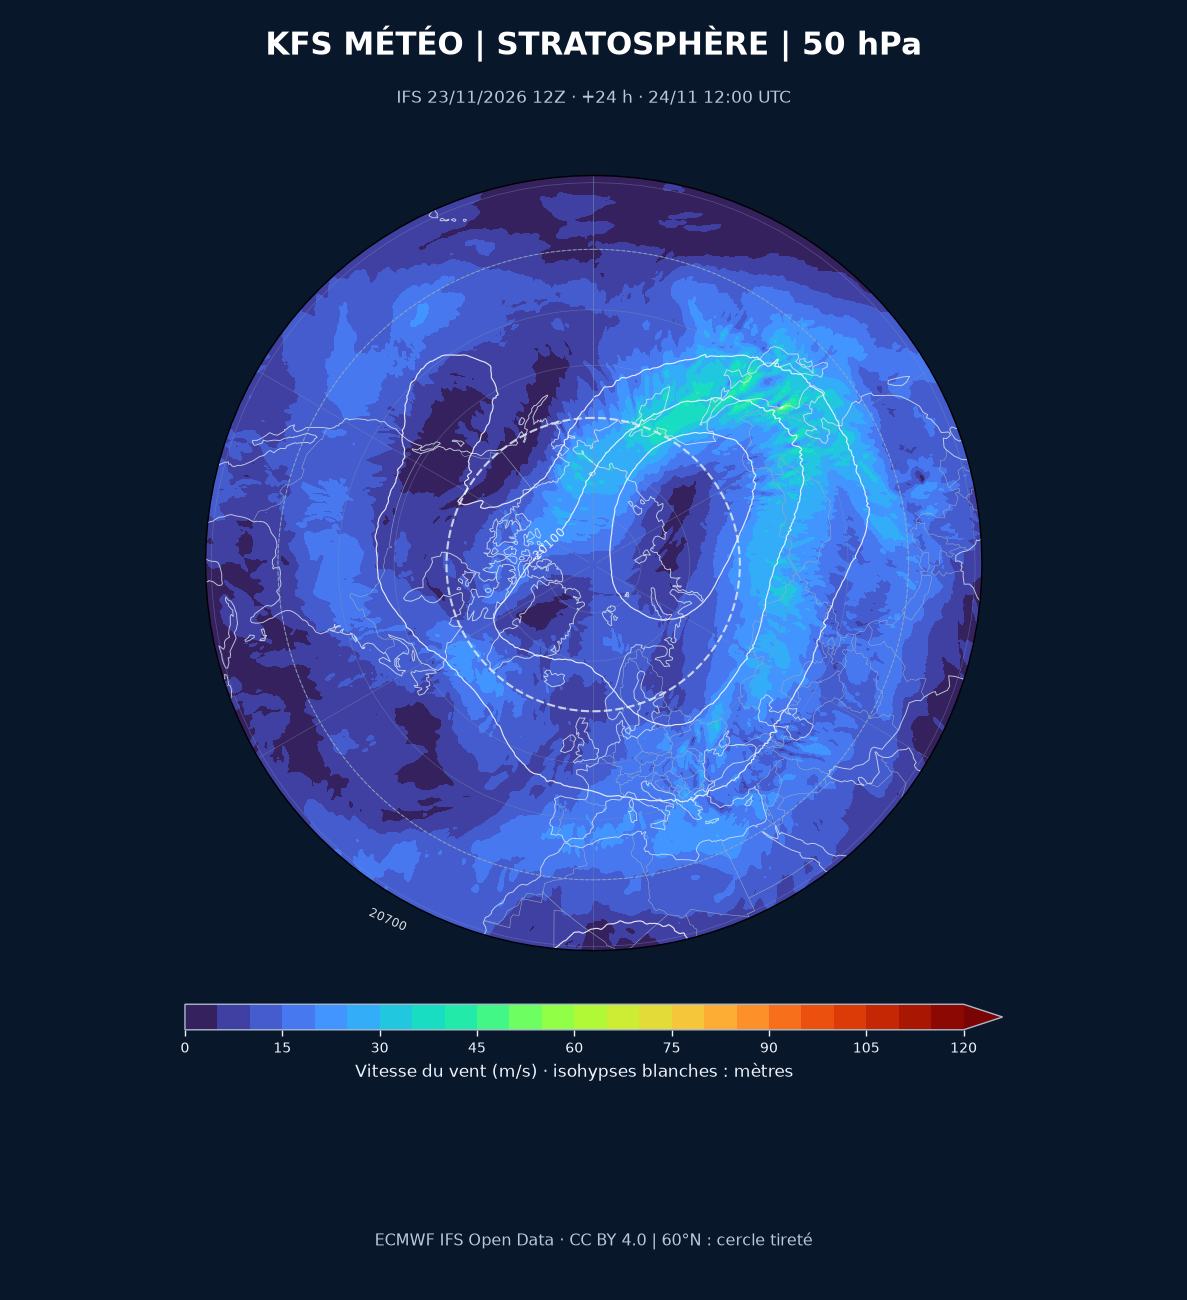 KFS MÉTÉO | STRATOSPHÈRE | 50 hPa
IFS 23/11/2026 12Z · +24 h · 24/11 12:00 UTC
20100
20700
0 15 30 45 60 75 90 105 120
Vitesse du vent (m/s) · isohypses blanches : mètres
ECMWF IFS Open Data · CC BY 4.0 | 60°N : cercle tireté